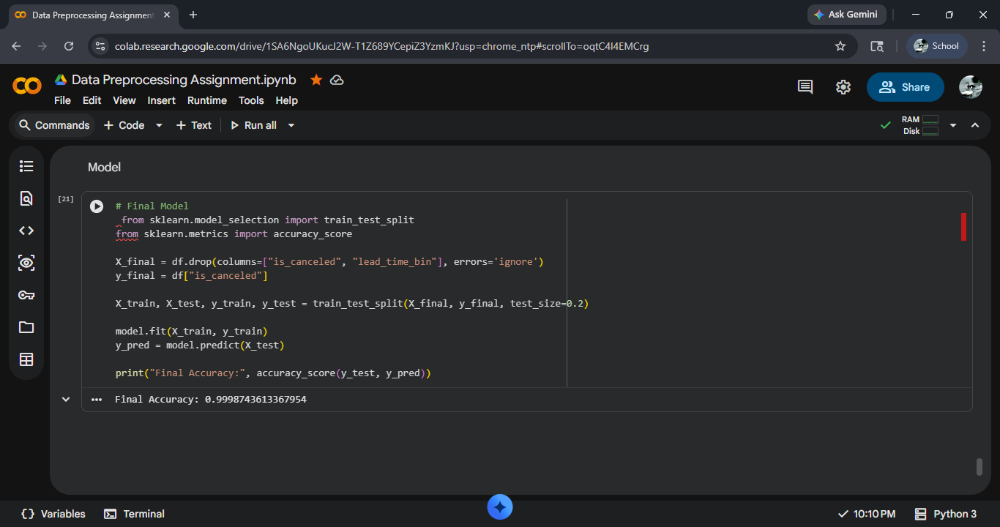 Data Preprocessing Assignment
Ask Gemini
colab.research.google.com/drive/1SA6NgoUKucJ2W-T1Z689YCepiZ3YzmKJ?usp=chrome_ntp#scrollTo=oqtC4I4EMCrg
School
Data Preprocessing Assignment.ipynb
File Edit View Insert Runtime Tools Help
Share
Commands + Code + Text Run all
RAM
Disk
Model
[21]
# Final Model
from sklearn.model_selection import train_test_split
from sklearn.metrics import accuracy_score
X_final = df.drop(columns=["is_canceled", "lead_time_bin"], errors='ignore')
y_final = df["is_canceled"]
X_train, X_test, y_train, y_test = train_test_split(X_final, y_final, test_size=0.2)
model.fit(X_train, y_train)
y_pred = model.predict(X_test)
print("Final Accuracy:", accuracy_score(y_test, y_pred))
Final Accuracy: 0.9998743613367954
Variables Terminal
10:10 PM Python 3